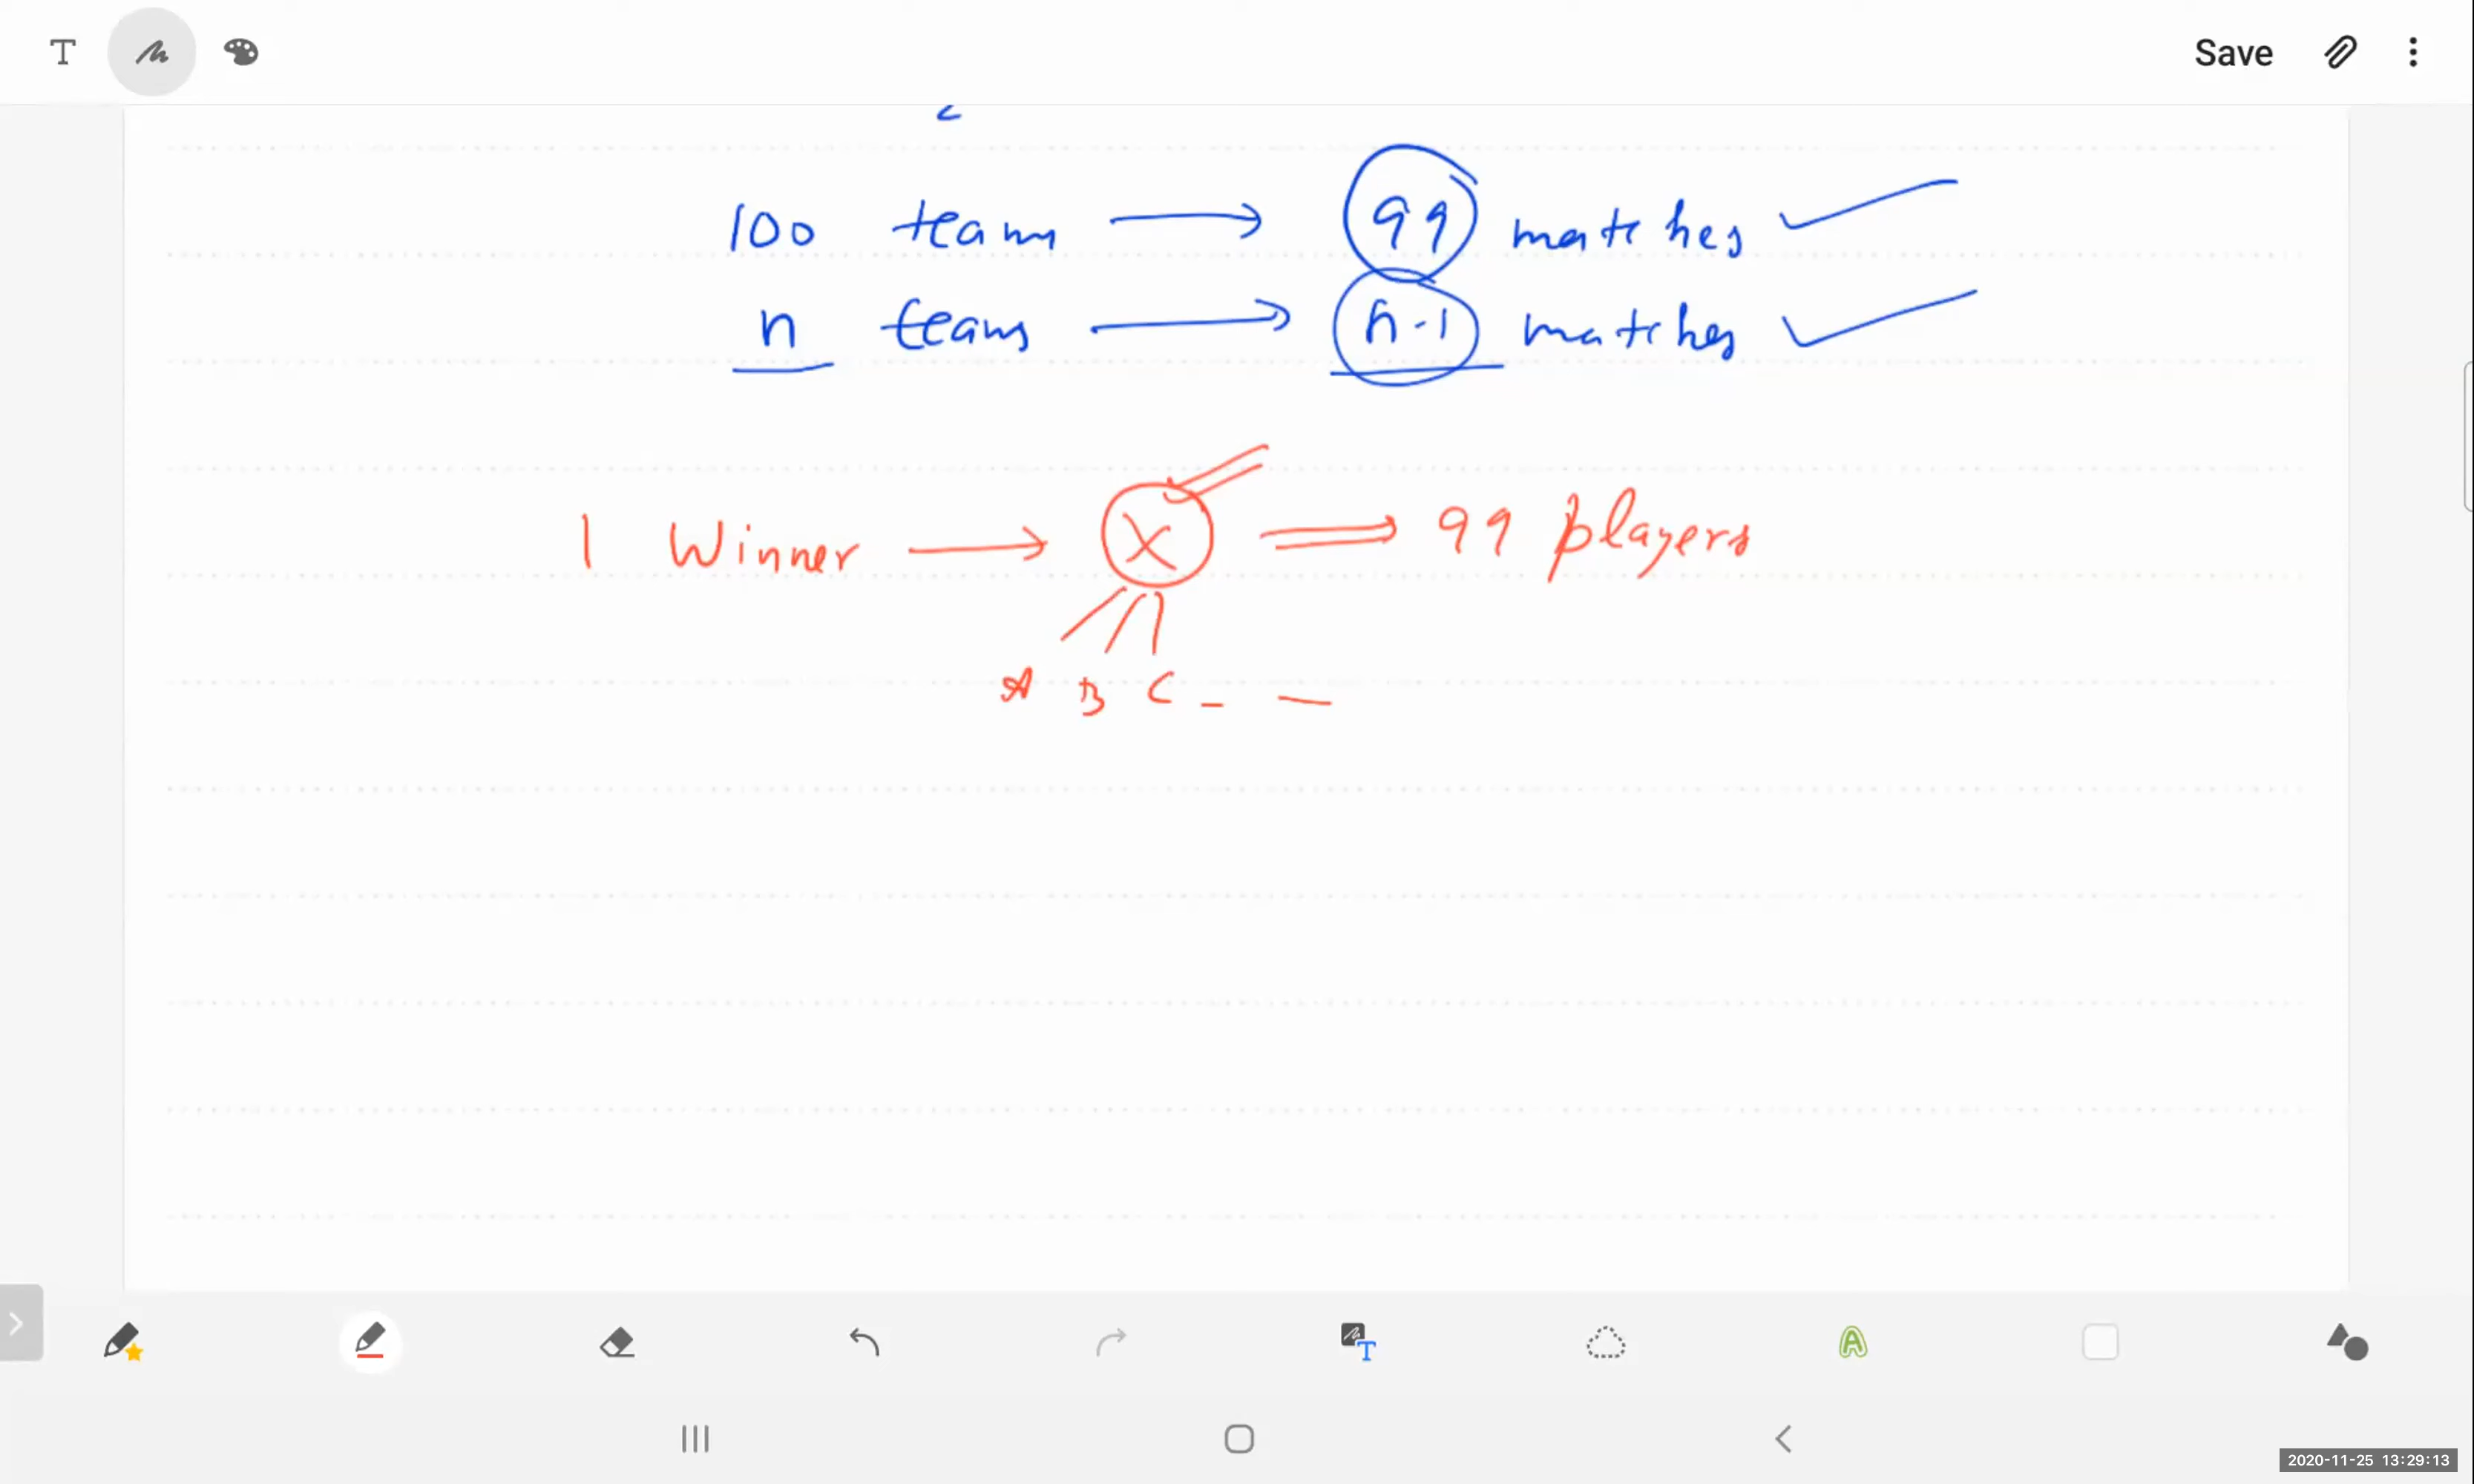 T Save
100 team → 99 matches ✓
n teams → n-1 matches ✓
1 Winner → X ⇒ 99 players
A B C _ _
T A
2020-11-25 13:29:13